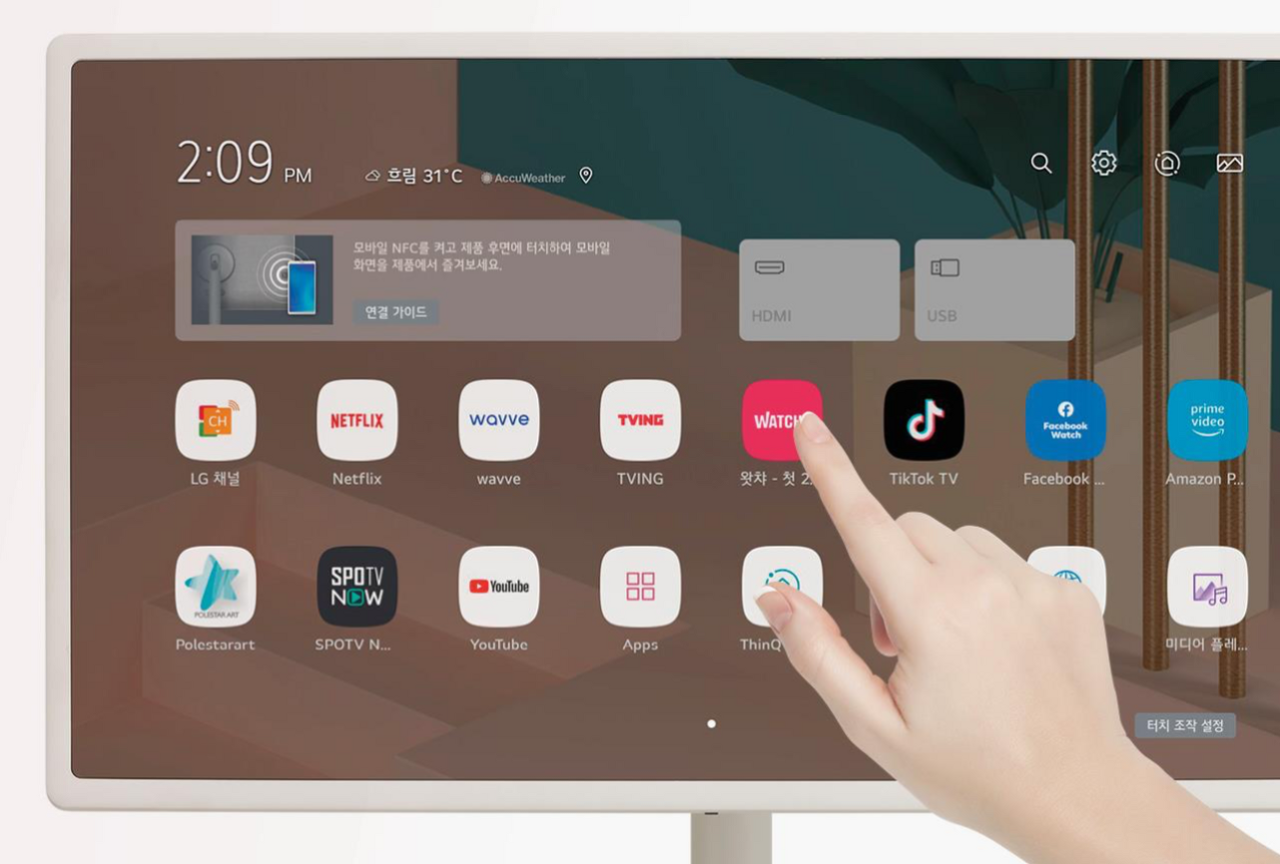 2:09 PM
흐림 31°C
AccuWeather
모바일 NFC를 켜고 제품 후면에 터치하여 모바일
화면을 제품에서 즐겨보세요.
연결 가이드
HDMI
USB
CH
NETFLIX
wavve
TVING
WATCH
facebook Watch
prime video
LG 채널
Netflix
wavve
TVING
왓챠 - 첫 2
TikTok TV
Facebook ...
Amazon P...
POLESTAR ART
SPOTV NOW
YouTube
Polestarart
SPOTV N...
YouTube
Apps
ThinQ
미디어 플레...
터치 조작 설정